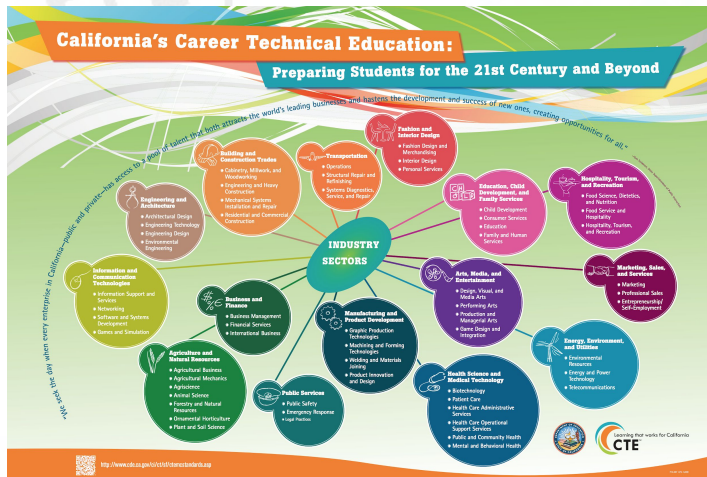 California's Career Technical Education:
Preparing Students for the 21st Century and Beyond
"We seek the day when every enterprise in California—public and private—has access to a pool of talent that both attracts the world's leading businesses and hastens the development and success of new ones, creating opportunities for all."
Fashion and
Interior Design
• Fashion Design and
Merchandising
• Interior Design
• Personal Services
Building and
Construction Trades
• Cabinetry, Millwork, and
Woodworking
• Engineering and Heavy
Construction
• Mechanical Systems
Installation and Repair
• Residential and Commercial
Construction
Transportation
• Operations
• Structural Repair and
Refinishing
• Systems Diagnostics,
Service, and Repair
Education, Child
Development, and
Family Services
• Child Development
• Consumer Services
• Education
• Family and Human
Services
Hospitality, Tourism,
and Recreation
• Food Science, Dietetics,
and Nutrition
• Food Service and
Hospitality
• Hospitality, Tourism,
and Recreation
Engineering and
Architecture
• Architectural Design
• Engineering Technology
• Engineering Design
• Environmental
Engineering
INDUSTRY
SECTORS
Information and
Communication
Technologies
• Information Support and
Services
• Networking
• Software and Systems
Development
• Games and Simulation
Business and
Finance
• Business Management
• Financial Services
• International Business
Manufacturing and
Product Development
• Graphic Production
Technologies
• Machining and Forming
Technologies
• Welding and Materials
Joining
• Product Innovation
and Design
Arts, Media, and
Entertainment
• Design, Visual, and
Media Arts
• Performing Arts
• Production and
Managerial Arts
• Game Design and
Integration
Marketing, Sales,
and Services
• Marketing
• Professional Sales
• Entrepreneurship/
Self-Employment
Agriculture and
Natural Resources
• Agricultural Business
• Agricultural Mechanics
• Agriscience
• Animal Science
• Forestry and Natural
Resources
• Ornamental Horticulture
• Plant and Soil Science
Public Services
• Public Safety
• Emergency Response
• Legal Practices
Health Science and
Medical Technology
• Biotechnology
• Patient Care
• Health Care Administrative
Services
• Health Care Operational
Support Services
• Public and Community Health
• Mental and Behavioral Health
Energy, Environment,
and Utilities
• Environmental
Resources
• Energy and Power
Technology
• Telecommunications
Learning that works for California
CTE